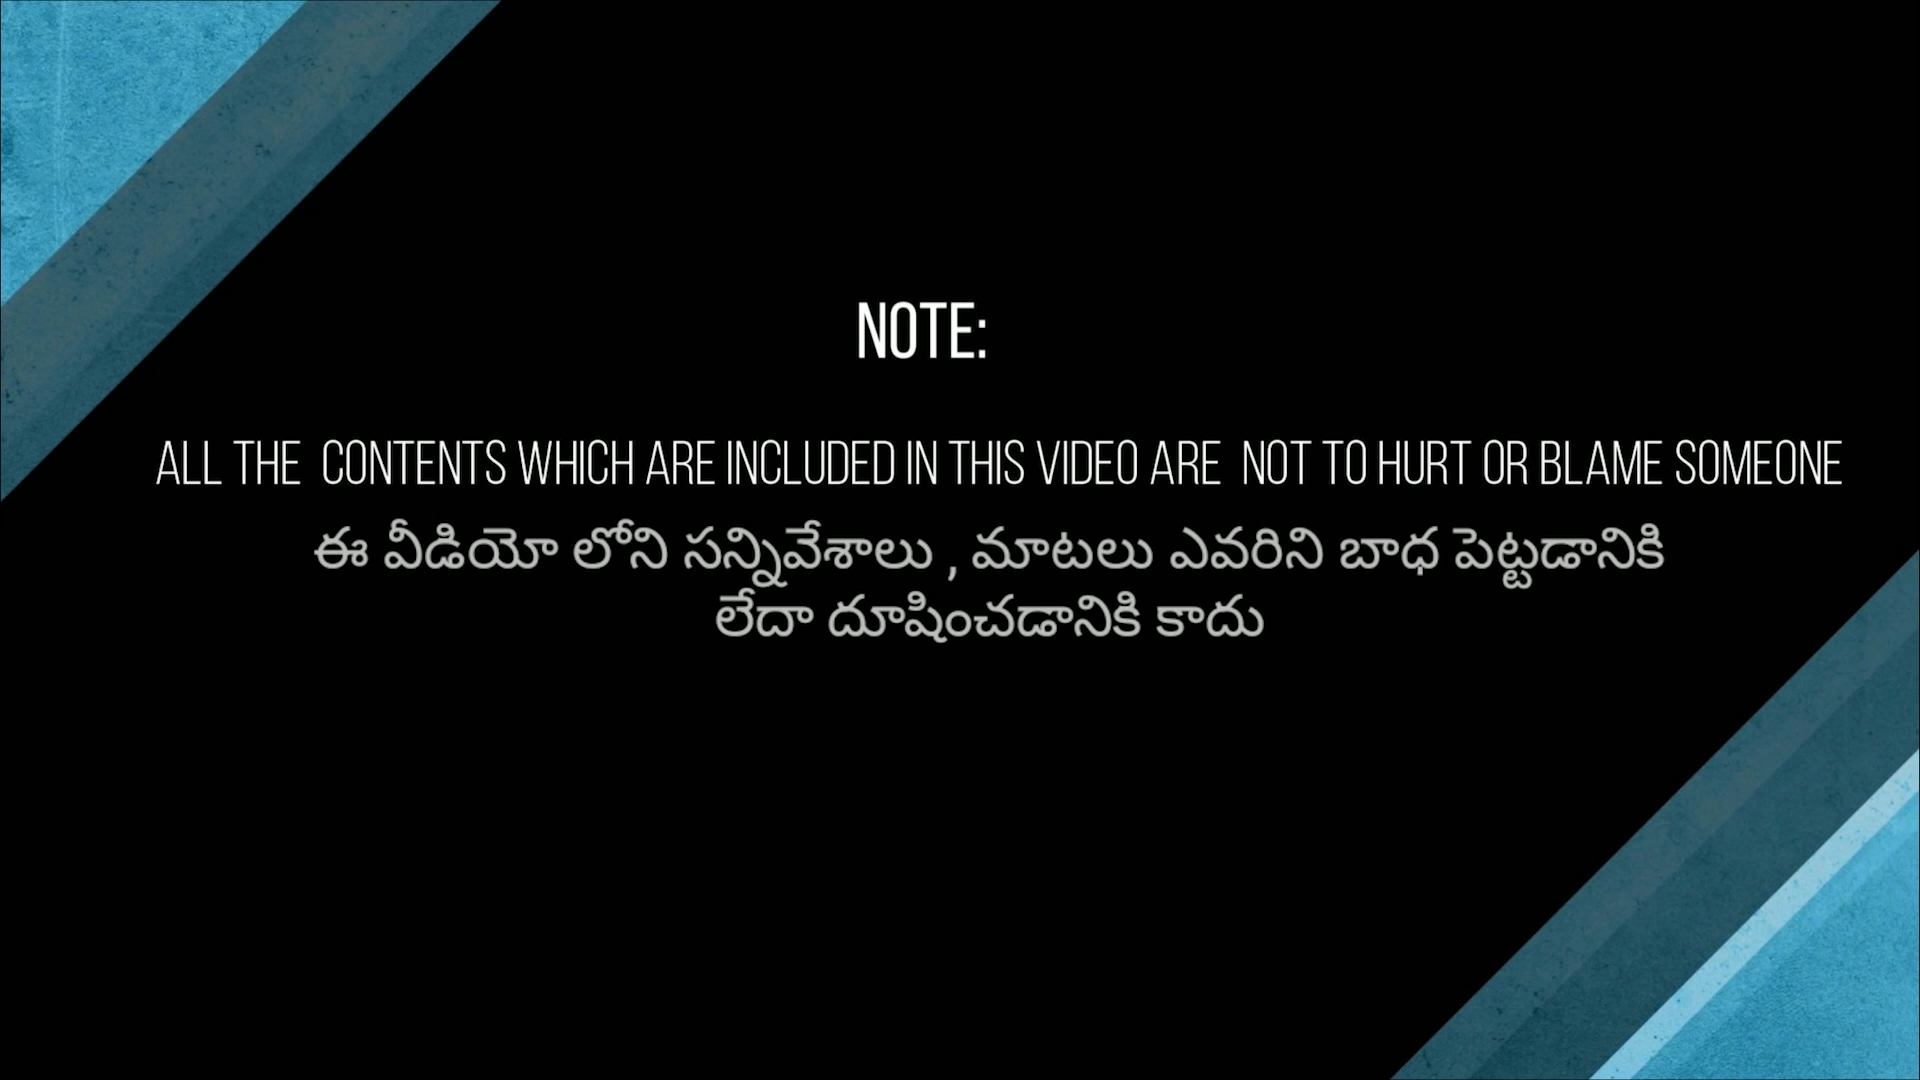 NOTE:
ALL THE CONTENTS WHICH ARE INCLUDED IN THIS VIDEO ARE NOT TO HURT OR BLAME SOMEONE
ఈ వీడియో లోని సన్నివేశాలు , మాటలు ఎవరిని బాధ పెట్టడానికి
లేదా దూషించడానికి కాదు